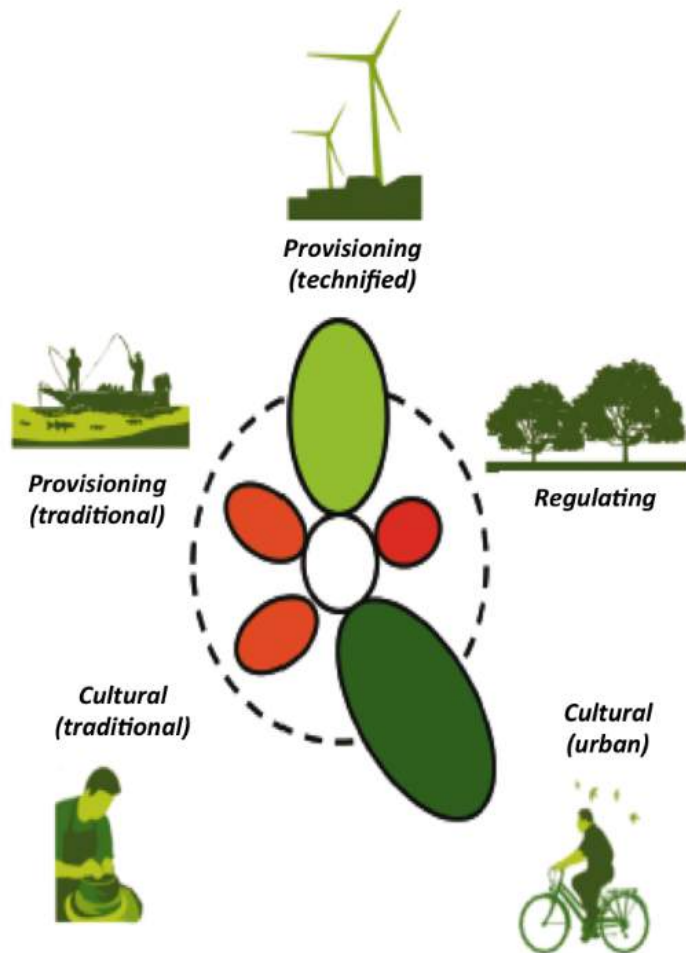 Provisioning
(technified)
Provisioning
(traditional)
Regulating
Cultural
(traditional)
Cultural
(urban)